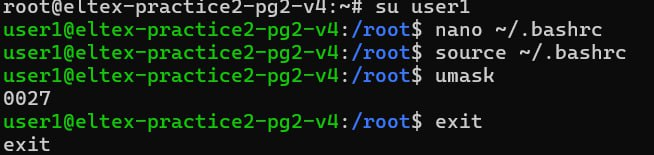 root@eltex-practice2-pg2-v4:~# su user1
user1@eltex-practice2-pg2-v4:/root$ nano ~/.bashrc
user1@eltex-practice2-pg2-v4:/root$ source ~/.bashrc
user1@eltex-practice2-pg2-v4:/root$ umask
0027
user1@eltex-practice2-pg2-v4:/root$ exit
exit